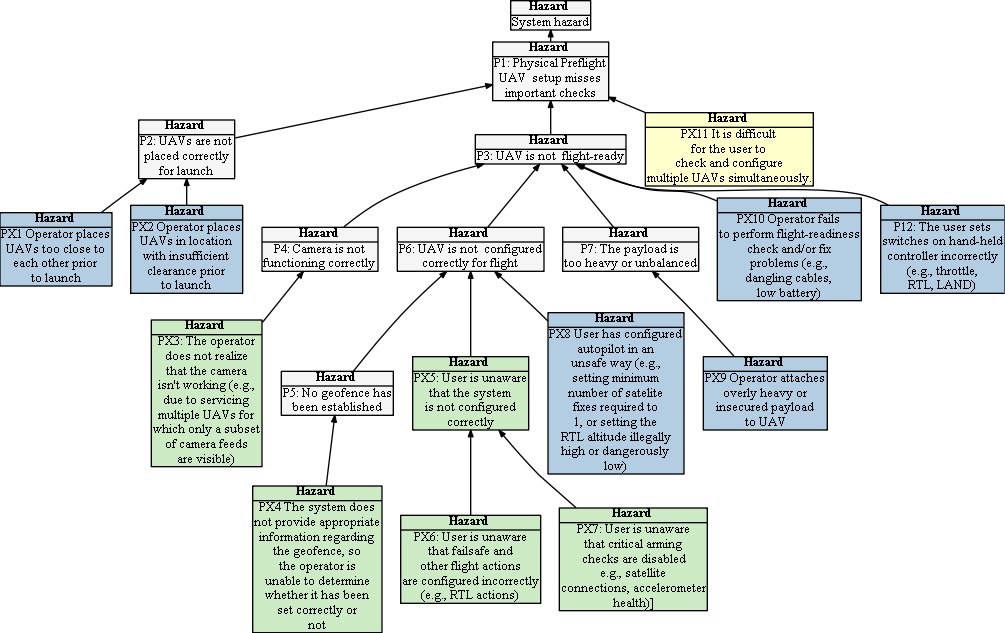 Hazard
System hazard
Hazard
P1: Physical Preflight
UAV setup misses
important checks
Hazard
P2: UAVs are not
placed correctly
for launch
Hazard
P3: UAV is not flight-ready
Hazard
PX11 It is difficult
for the user to
check and configure
multiple UAVs simultaneously.
Hazard
PX1 Operator places
UAVs too close to
each other prior
to launch
Hazard
PX2 Operator places
UAVs in location
with insufficient
clearance prior
to launch
Hazard
P4: Camera is not
functioning correctly
Hazard
P6: UAV is not configured
correctly for flight
Hazard
P7: The payload is
too heavy or unbalanced
Hazard
PX10 Operator fails
to perform flight-readiness
check and/or fix
problems (e.g.,
dangling cables,
low battery)
Hazard
P12: The user sets
switches on hand-held
controller incorrectly
(e.g., throttle,
RTL, LAND)
Hazard
PX3: The operator
does not realize
that the camera
isn't working (e.g.,
due to servicing
multiple UAVs for
which only a subset
of camera feeds
are visible)
Hazard
P5: No geofence has
been established
Hazard
PX5: User is unaware
that the system
is not configured
correctly
Hazard
PX8 User has configured
autopilot in an
unsafe way (e.g.,
setting minimum
number of satelite
fixes required to
1, or setting the
RTL altitude illegally
high or dangerously
low)
Hazard
PX9 Operator attaches
overly heavy or
insecured payload
to UAV
Hazard
PX4 The system does
not provide appropriate
information regarding
the geofence, so
the operator is
unable to determine
whether it has been
set correctly or
not
Hazard
PX6: User is unaware
that failsafe and
other flight actions
are configured incorrectly
(e.g., RTL actions)
Hazard
PX7: User is unaware
that critical arming
checks are disabled
e.g., satellite
connections, accelerometer
health)]